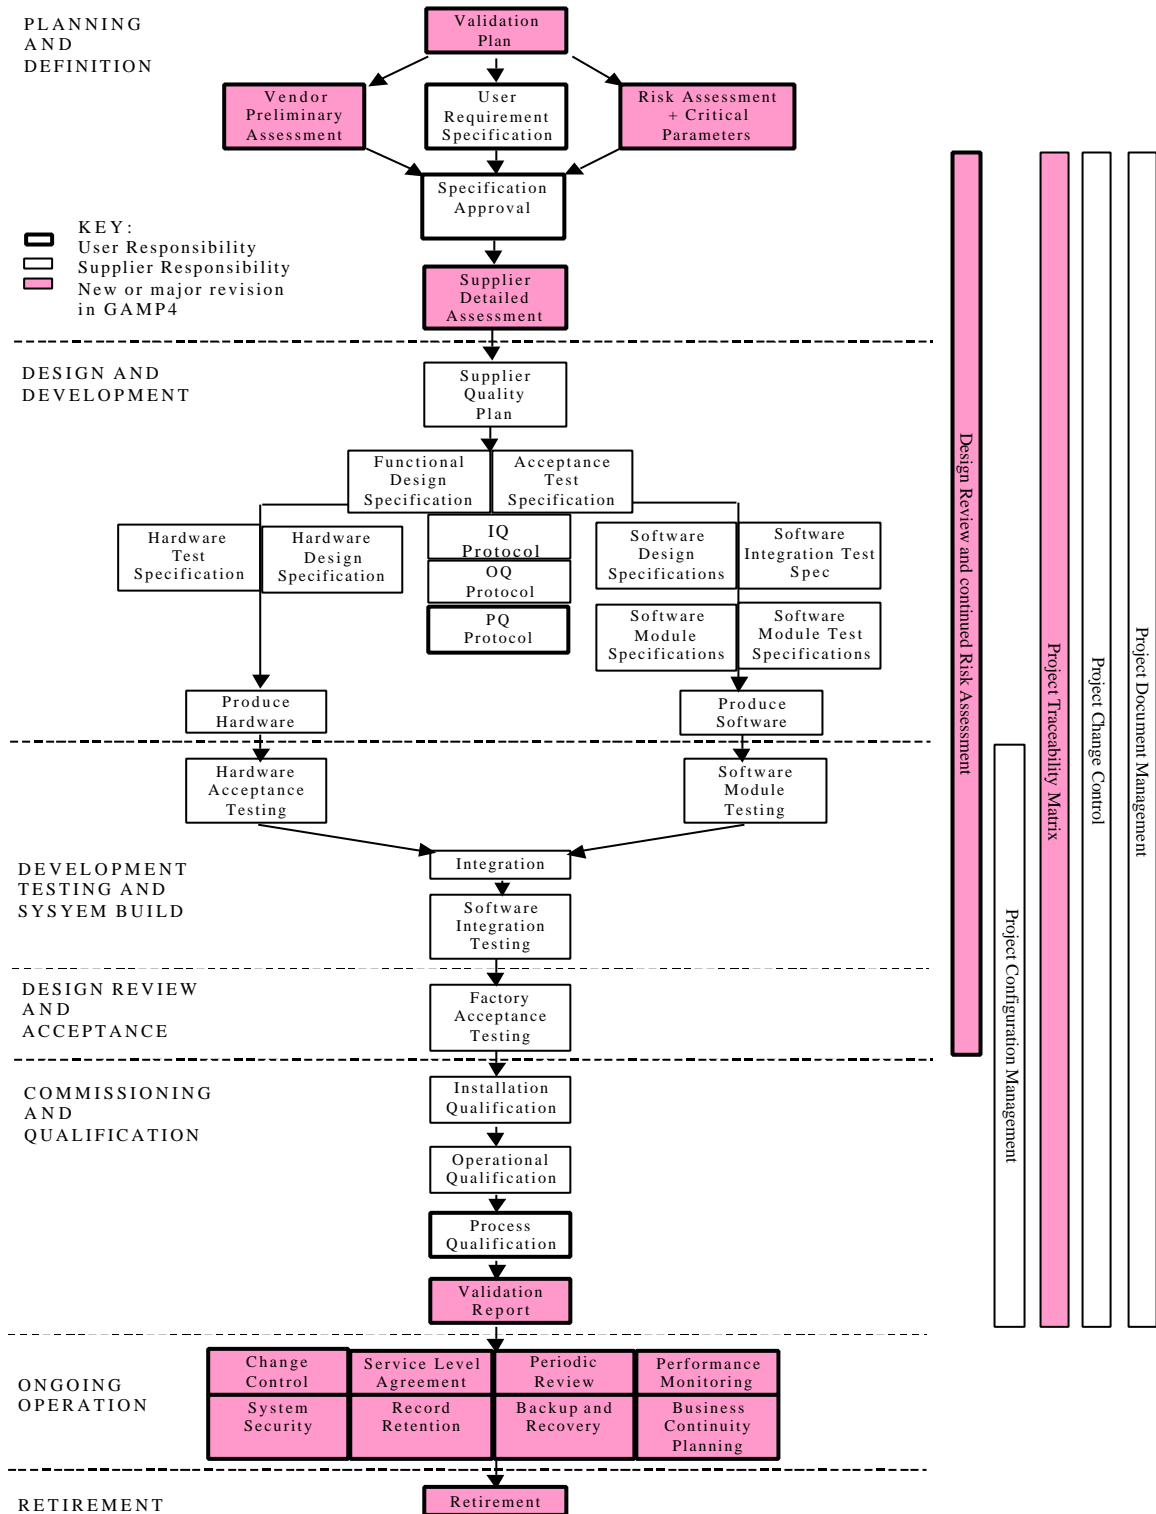 PLANNING
AND
DEFINITION
Validation
Plan
Vendor
Preliminary
Assessment
User
Requirement
Specification
Risk Assessment
+ Critical
Parameters
Specification
Approval
KEY:
User Responsibility
Supplier Responsibility
New or major revision
in GAMP4
Supplier
Detailed
Assessment
DESIGN AND
DEVELOPMENT
Supplier
Quality
Plan
Functional
Design
Specification
Acceptance
Test
Specification
Hardware
Test
Specification
Hardware
Design
Specification
IQ
Protocol
OQ
Protocol
PQ
Protocol
Software
Design
Specifications
Software
Integration Test
Spec
Software
Module
Specifications
Software
Module Test
Specifications
Produce
Hardware
Produce
Software
Hardware
Acceptance
Testing
Software
Module
Testing
DEVELOPMENT
TESTING AND
SYSYEM BUILD
Integration
Software
Integration
Testing
DESIGN REVIEW
AND
ACCEPTANCE
Factory
Acceptance
Testing
COMMISSIONING
AND
QUALIFICATION
Installation
Qualification
Operational
Qualification
Process
Qualification
Validation
Report
ONGOING
OPERATION
Change
Control
Service Level
Agreement
Periodic
Review
Performance
Monitoring
System
Security
Record
Retention
Backup and
Recovery
Business
Continuity
Planning
RETIREMENT
Retirement
Design Review and continued Risk Assessment
Project Configuration Management
Project Traceability Matrix
Project Change Control
Project Document Management